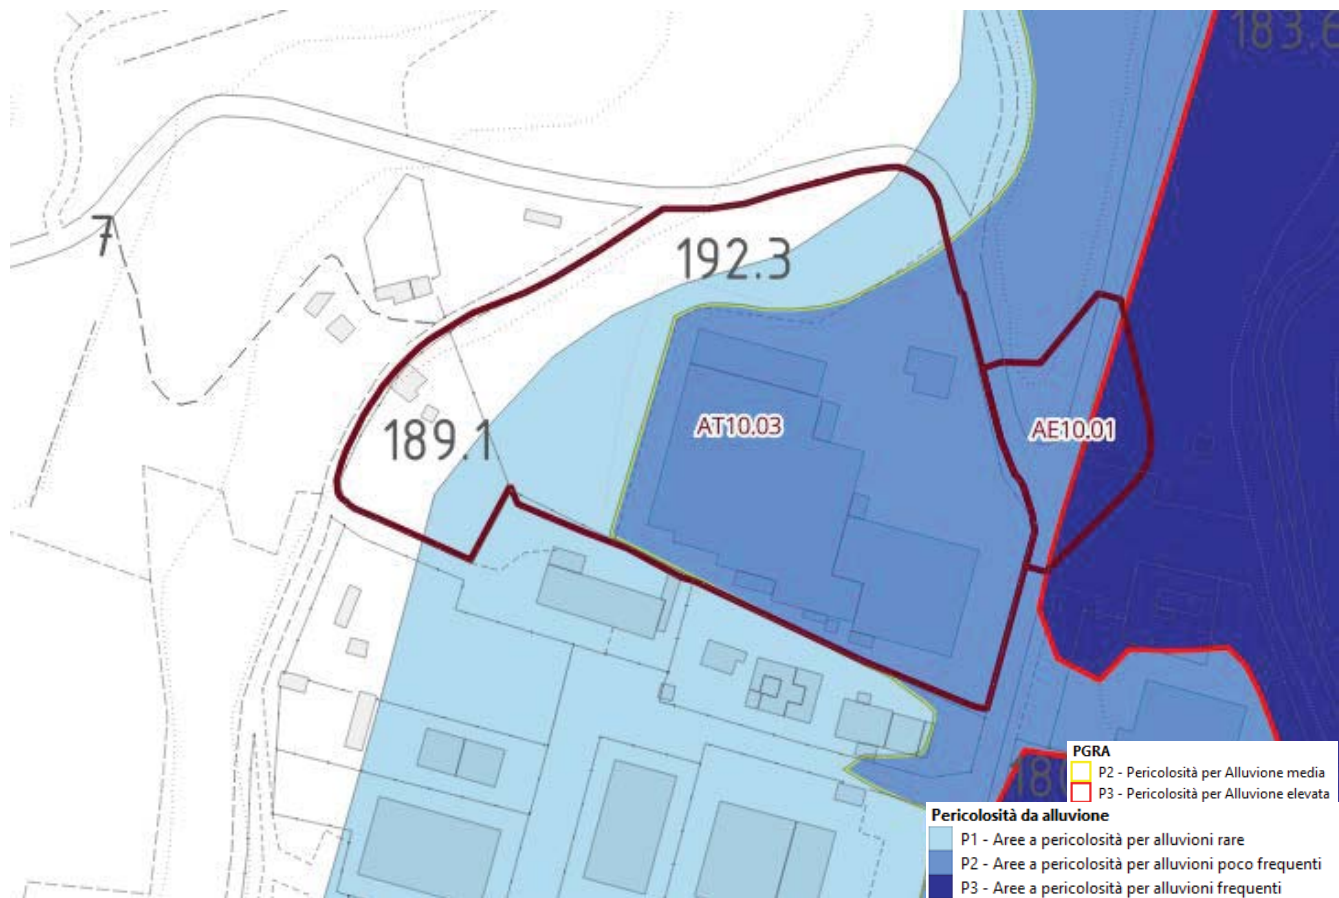 183.6
7
192.3
189.1
AT10.03
AE10.01
PGRA
P2 - Pericolosità per Alluvione media
P3 - Pericolosità per Alluvione elevata
Pericolosità da alluvione
P1 - Aree a pericolosità per alluvioni rare
P2 - Aree a pericolosità per alluvioni poco frequenti
P3 - Aree a pericolosità per alluvioni frequenti